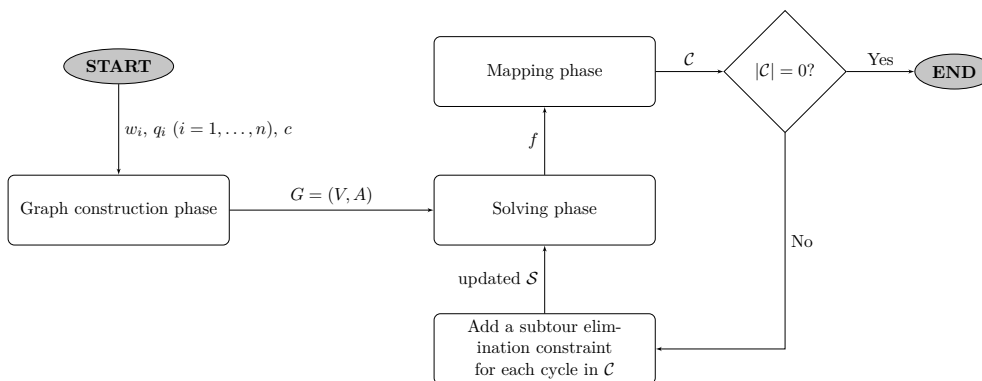 START
w_i, q_i (i = 1, . . . , n), c
Graph construction phase
G = (V, A)
Solving phase
f
Mapping phase
𝒞
|𝒞| = 0?
Yes
END
No
Add a subtour elim-
ination constraint
for each cycle in 𝒞
updated 𝒮